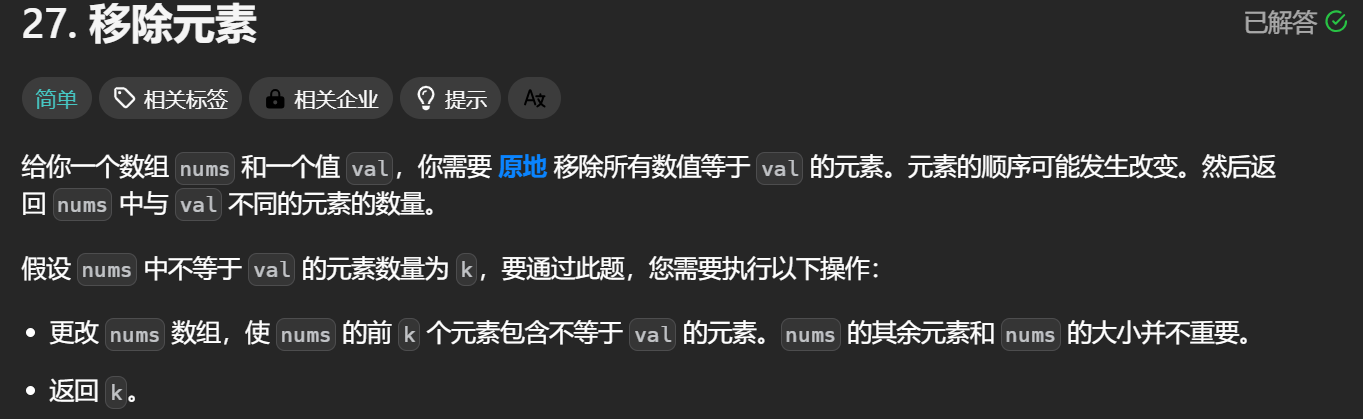 27. 移除元素
已解答
简单 相关标签 相关企业 提示 A文
给你一个数组 nums 和一个值 val，你需要 原地 移除所有数值等于 val 的元素。元素的顺序可能发生改变。然后返
回 nums 中与 val 不同的元素的数量。
假设 nums 中不等于 val 的元素数量为 k，要通过此题，您需要执行以下操作：
• 更改 nums 数组，使 nums 的前 k 个元素包含不等于 val 的元素。nums 的其余元素和 nums 的大小并不重要。
• 返回 k。